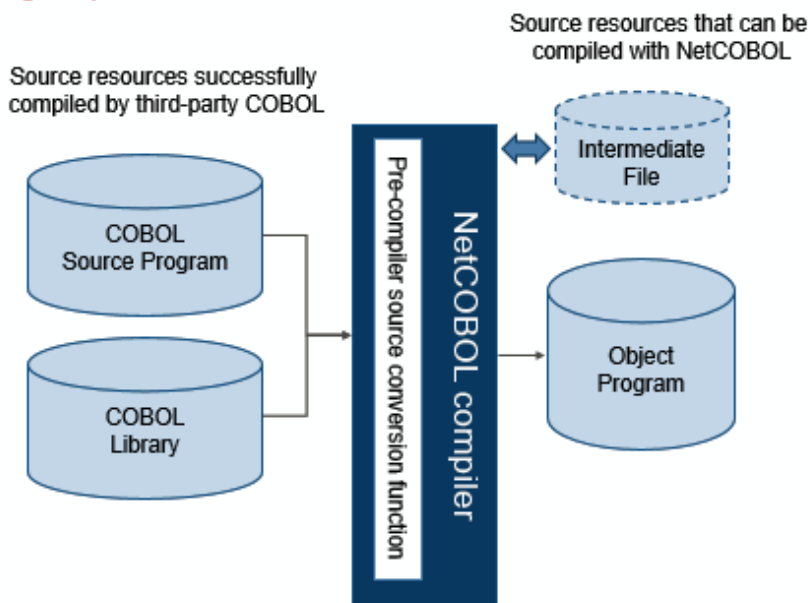 Source resources that can be
compiled with NetCOBOL
Source resources successfully
compiled by third-party COBOL
Intermediate
File
COBOL
Source Program
Pre-compiler source conversion function
NetCOBOL compiler
Object
Program
COBOL
Library